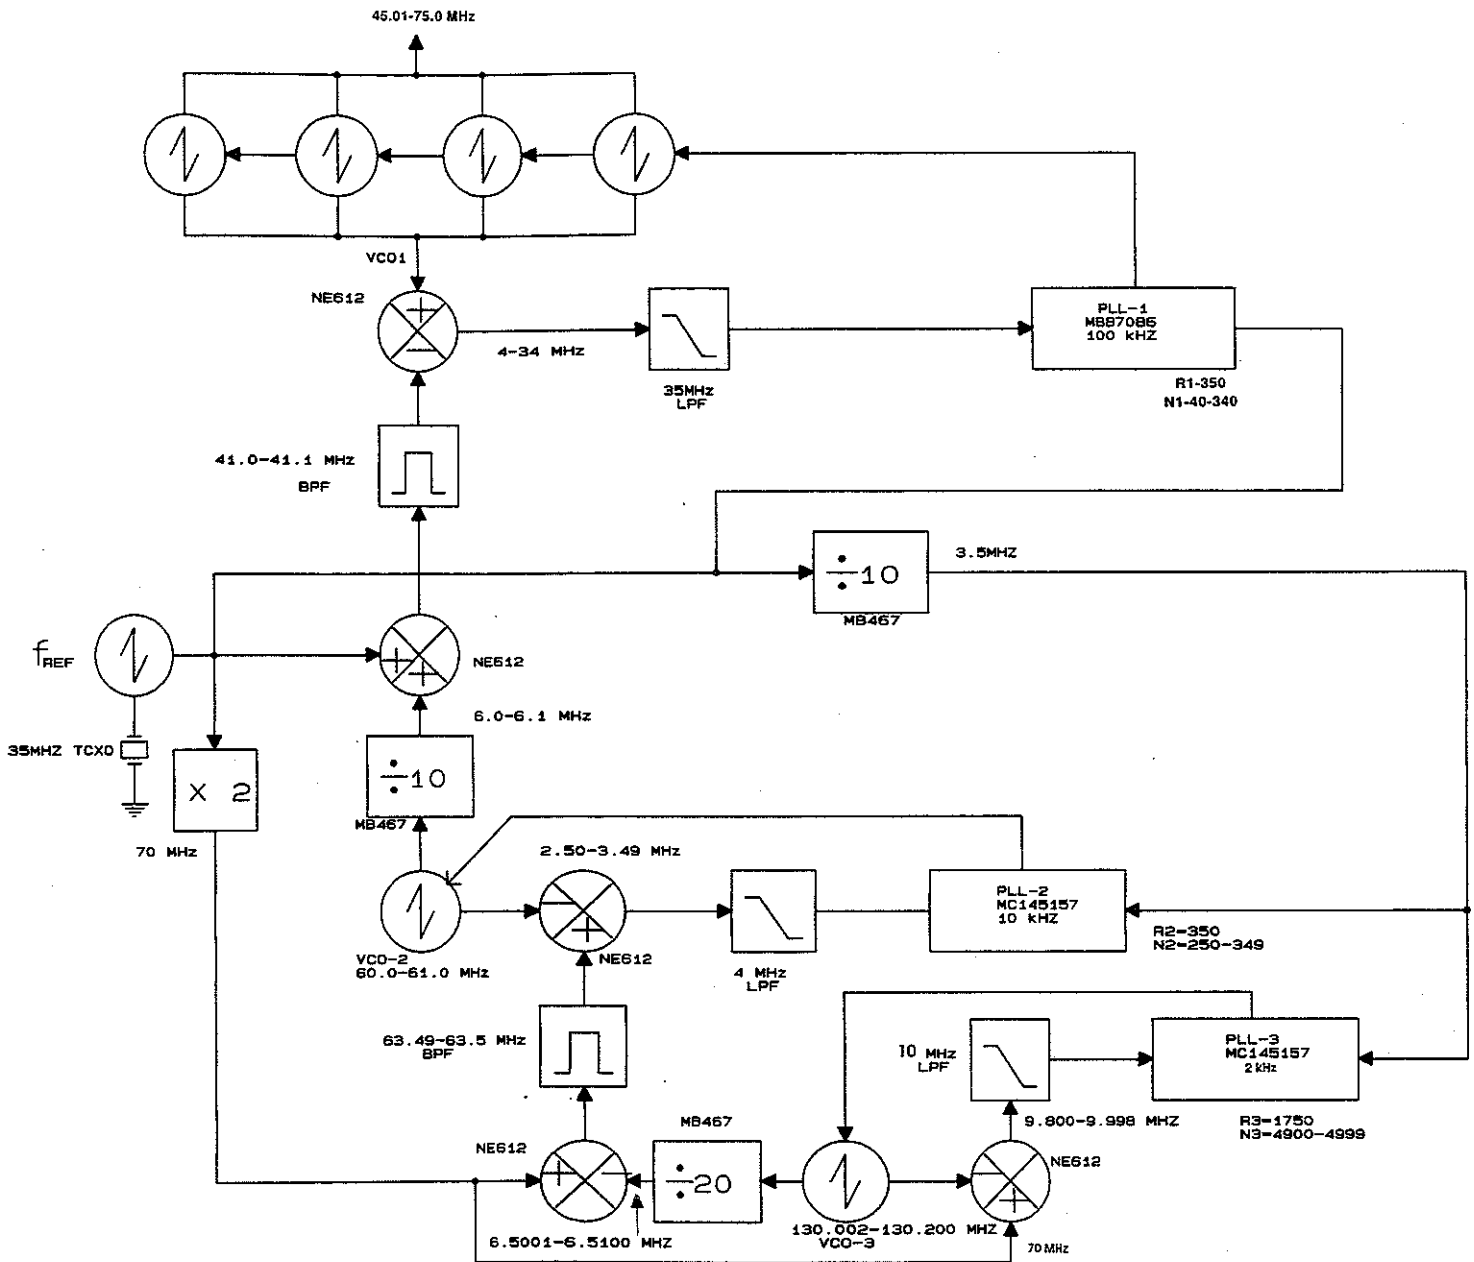 45.01-75.0 MHz
VCO1
NE612
4-34 MHz
35MHz
LPF
PLL-1
MB87086
100 kHZ
R1-350
N1-40-340
41.0-41.1 MHz
BPF
÷10
3.5MHZ
MB467
fREF
NE612
35MHZ TCXO
6.0-6.1 MHz
X 2
÷10
MB467
70 MHz
2.50-3.49 MHz
PLL-2
MC145157
10 kHZ
R2=350
N2=250-349
VCO-2
60.0-61.0 MHz
NE612
4 MHz
LPF
63.49-63.5 MHz
BPF
10 MHz
LPF
PLL-3
MC145157
2 kHz
9.800-9.998 MHZ
R3=1750
N3=4900-4999
MB467
NE612
÷20
NE612
6.5001-6.5100 MHZ
130.002-130.200 MHZ
VCO-3
70 MHz